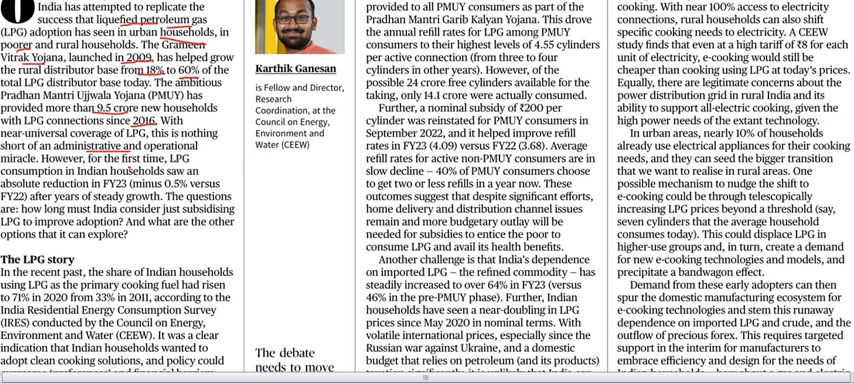 India has attempted to replicate the
success that liquefied petroleum gas
(LPG) adoption has seen in urban households, in
poorer and rural households. The Grameen
Vitrak Yojana, launched in 2009, has helped grow
the rural distributor base from 18% to 60% of the
total LPG distributor base today. The ambitious
Pradhan Mantri Ujjwala Yojana (PMUY) has
provided more than 9.5 crore new households
with LPG connections since 2016. With
near-universal coverage of LPG, this is nothing
short of an administrative and operational
miracle. However, for the first time, LPG
consumption in Indian households saw an
absolute reduction in FY23 (minus 0.5% versus
FY22) after years of steady growth. The questions
are: how long must India consider just subsidising
LPG to improve adoption? And what are the other
options that it can explore?
The LPG story
In the recent past, the share of Indian households
using LPG as the primary cooking fuel had risen
to 71% in 2020 from 33% in 2011, according to the
India Residential Energy Consumption Survey
(IRES) conducted by the Council on Energy,
Environment and Water (CEEW). It was a clear
indication that Indian households wanted to
adopt clean cooking solutions, and policy could
Karthik Ganesan
is Fellow and Director,
Research
Coordination, at the
Council on Energy,
Environment and
Water (CEEW)
The debate
needs to move
provided to all PMUY consumers as part of the
Pradhan Mantri Garib Kalyan Yojana. This drove
the annual refill rates for LPG among PMUY
consumers to their highest levels of 4.55 cylinders
per active connection (from three to four
cylinders in other years). However, of the
possible 24 crore free cylinders available for the
taking, only 14.1 crore were actually consumed.
Further, a nominal subsidy of ₹200 per
cylinder was reinstated for PMUY consumers in
September 2022, and it helped improve refill
rates in FY23 (4.09) versus FY22 (3.68). Average
refill rates for active non-PMUY consumers are in
slow decline — 40% of PMUY consumers choose
to get two or less refills in a year now. These
outcomes suggest that despite significant efforts,
home delivery and distribution channel issues
remain and more budgetary outlay will be
needed for subsidies to entice the poor to
consume LPG and avail its health benefits.
Another challenge is that India's dependence
on imported LPG — the refined commodity — has
steadily increased to over 64% in FY23 (versus
46% in the pre-PMUY phase). Further, Indian
households have seen a near-doubling in LPG
prices since May 2020 in nominal terms. With
volatile international prices, especially since the
Russian war against Ukraine, and a domestic
budget that relies on petroleum (and its products)
cooking. With near 100% access to electricity
connections, rural households can also shift
specific cooking needs to electricity. A CEEW
study finds that even at a high tariff of ₹8 for each
unit of electricity, e-cooking would still be
cheaper than cooking using LPG at today's prices.
Equally, there are legitimate concerns about the
power distribution grid in rural India and its
ability to support all-electric cooking, given the
high power needs of the extant technology.
In urban areas, nearly 10% of households
already use electrical appliances for their cooking
needs, and they can seed the bigger transition
that we want to realise in rural areas. One
possible mechanism to nudge the shift to
e-cooking could be through telescopically
increasing LPG prices beyond a threshold (say,
seven cylinders that the average household
consumes today). This could displace LPG in
higher-use groups and, in turn, create a demand
for new e-cooking technologies and models, and
precipitate a bandwagon effect.
Demand from these early adopters can then
spur the domestic manufacturing ecosystem for
e-cooking technologies and stem this runaway
dependence on imported LPG and crude, and the
outflow of precious forex. This requires targeted
support in the interim for manufacturers to
embrace efficiency and design for the needs of